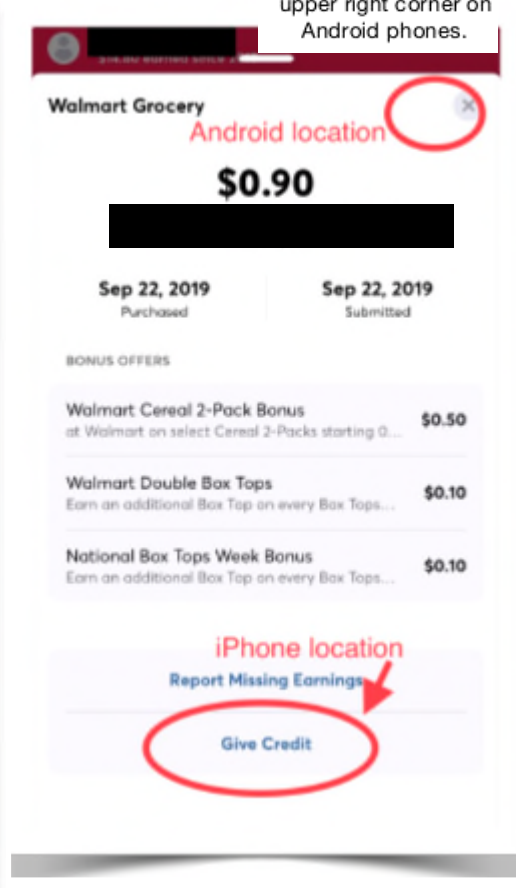 upper right corner on
Android phones.
earned since
Walmart Grocery
Android location
$0.90
Sep 22, 2019 Sep 22, 2019
Purchased Submitted
BONUS OFFERS
Walmart Cereal 2-Pack Bonus
at Walmart on select Cereal 2-Packs starting 0... $0.50
Walmart Double Box Tops
Earn an additional Box Top on every Box Tops... $0.10
National Box Tops Week Bonus
Earn an additional Box Top on every Box Tops... $0.10
iPhone location
Report Missing Earnings
Give Credit